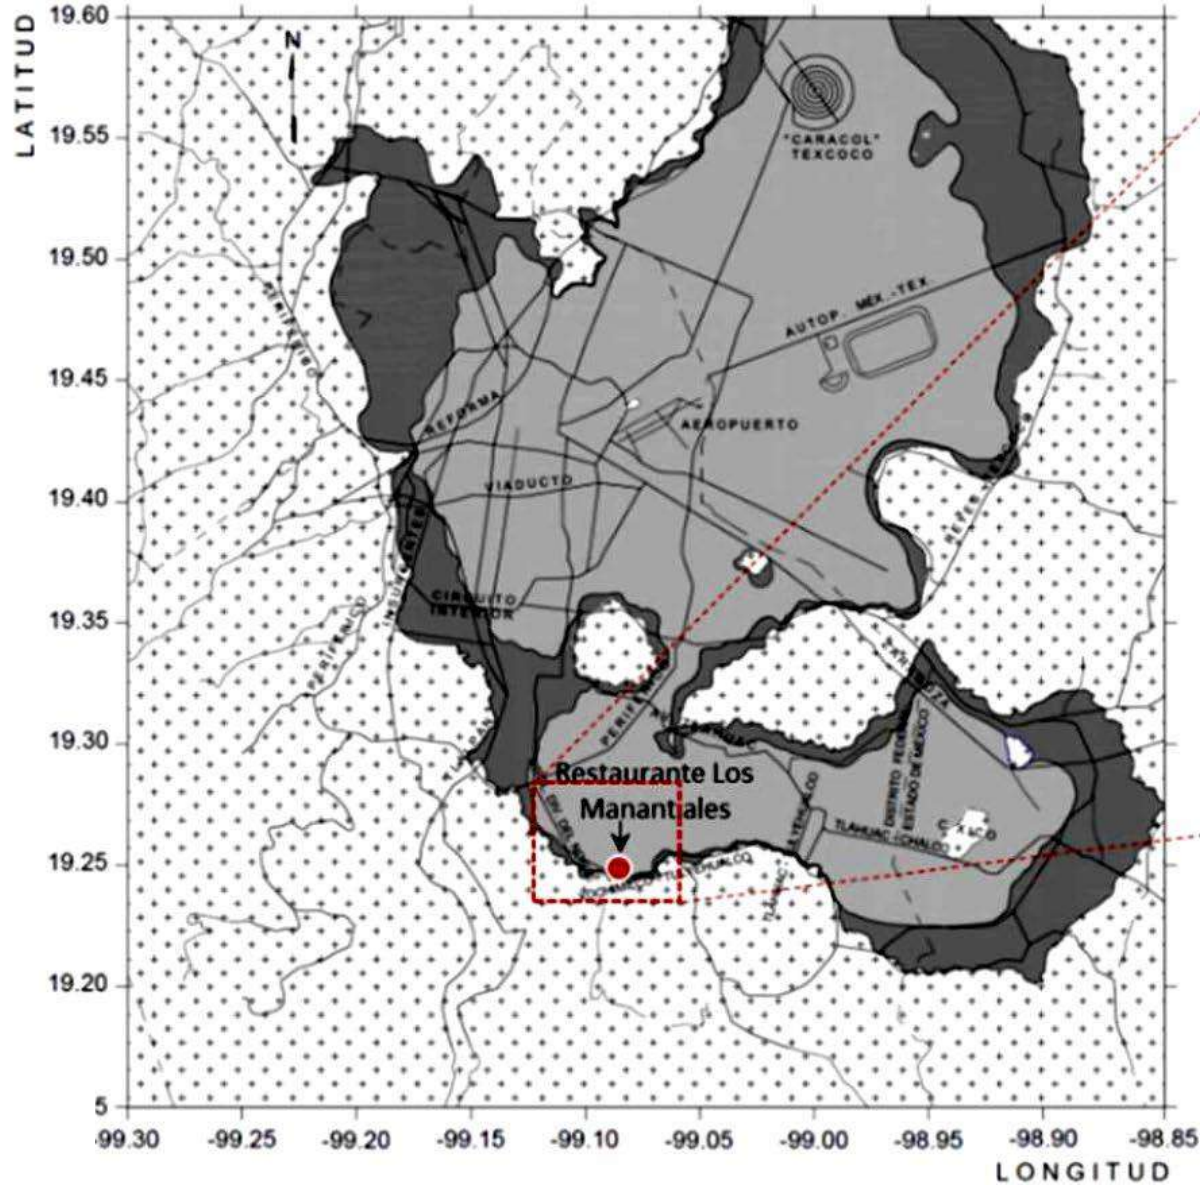 LATITUD
19.60
19.55
19.50
19.45
19.40
19.35
19.30
19.25
19.20
5
N
"CARACOL"
TEXCOCO
PERIFERICO
AUTOP. MEX.-TEX
REFORMA
AEROPUERTO
VIADUCTO
INSURGENTES
CIRCUITO
INTERIOR
PERIFERICO
ZARAGOZA
PERIFERICO
DISTRITO FEDERAL
ESTADO DE MEXICO
Restaurante Los
Manantiales
TLAHUAC (CHALCO)
-99.30
-99.25
-99.20
-99.15
-99.10
-99.05
-99.00
-98.95
-98.90
-98.85
LONGITUD